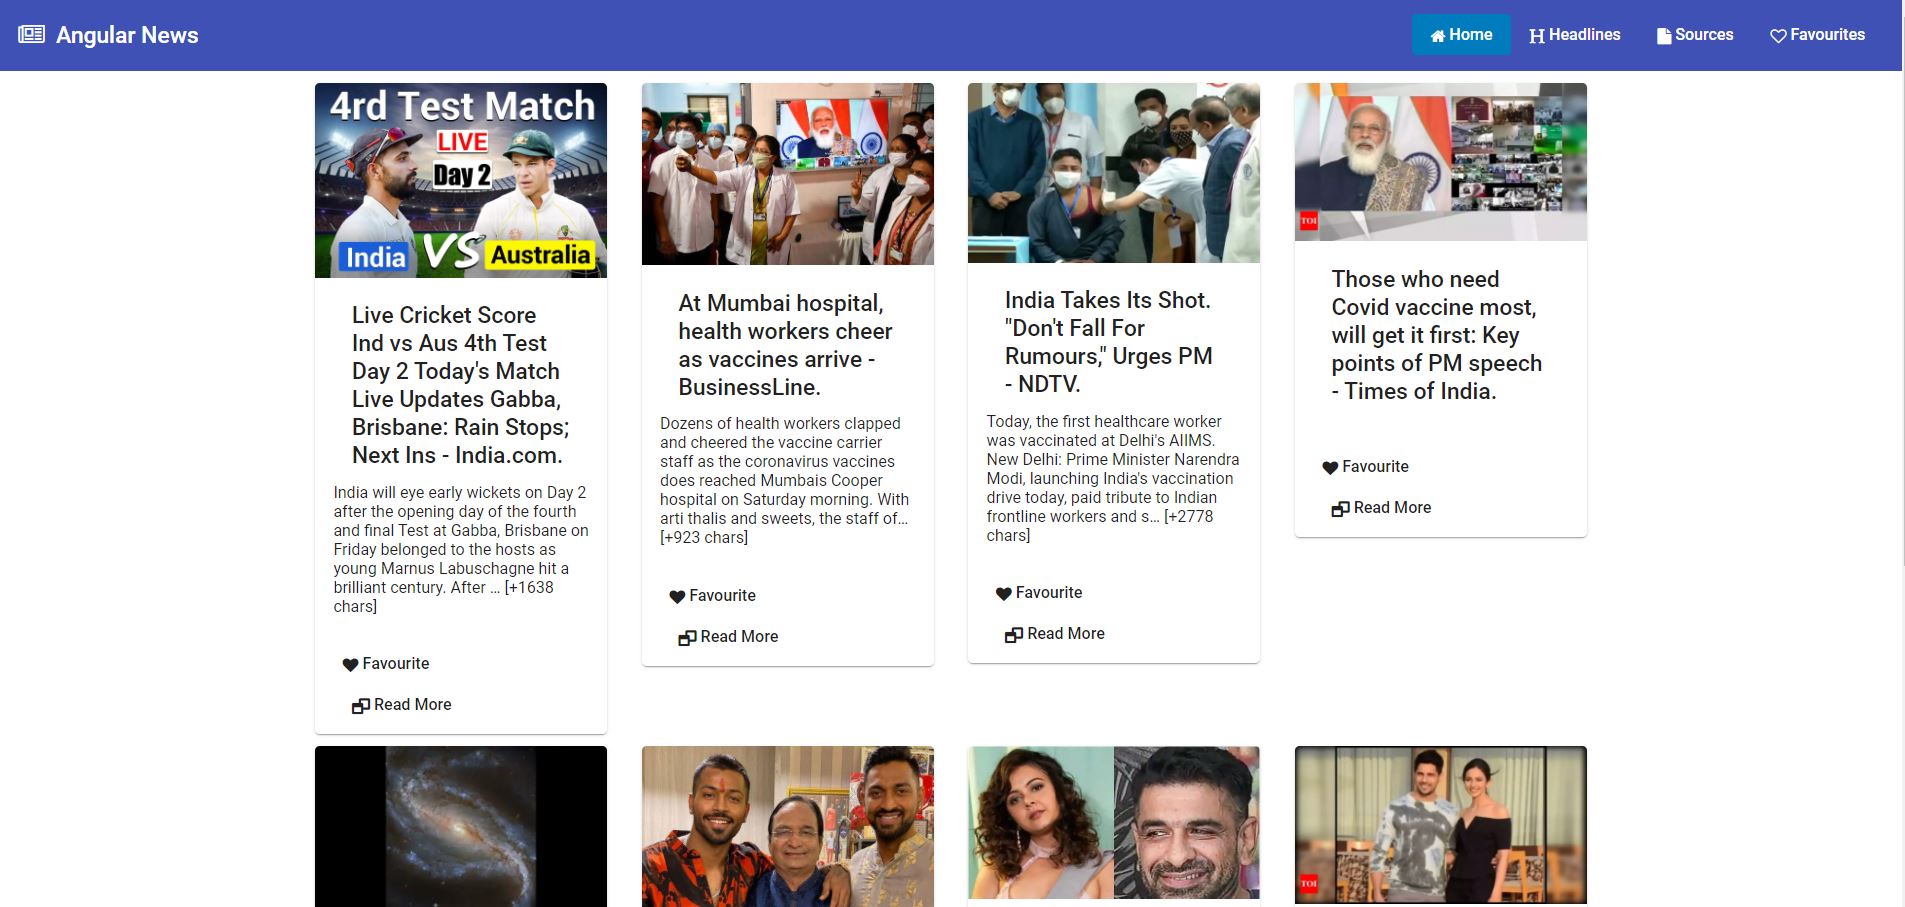 Angular News
Home
Headlines
Sources
Favourites
4rd Test Match
LIVE
Day 2
India VS Australia
Live Cricket Score
Ind vs Aus 4th Test
Day 2 Today's Match
Live Updates Gabba,
Brisbane: Rain Stops;
Next Ins - India.com.
India will eye early wickets on Day 2
after the opening day of the fourth
and final Test at Gabba, Brisbane on
Friday belonged to the hosts as
young Marnus Labuschagne hit a
brilliant century. After … [+1638
chars]
Favourite
Read More
At Mumbai hospital,
health workers cheer
as vaccines arrive -
BusinessLine.
Dozens of health workers clapped
and cheered the vaccine carrier
staff as the coronavirus vaccines
does reached Mumbais Cooper
hospital on Saturday morning. With
arti thalis and sweets, the staff of…
[+923 chars]
Favourite
Read More
India Takes Its Shot.
"Don't Fall For
Rumours," Urges PM
- NDTV.
Today, the first healthcare worker
was vaccinated at Delhi's AIIMS.
New Delhi: Prime Minister Narendra
Modi, launching India's vaccination
drive today, paid tribute to Indian
frontline workers and s… [+2778
chars]
Favourite
Read More
TOI
Those who need
Covid vaccine most,
will get it first: Key
points of PM speech
- Times of India.
Favourite
Read More
TOI